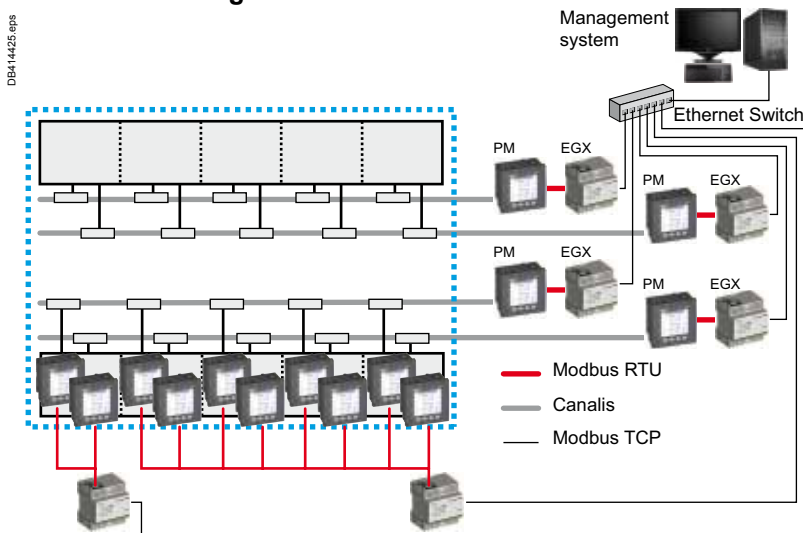 DB414425.eps
Management
system
Ethernet Switch
PM EGX
PM EGX
PM EGX
PM EGX
Modbus RTU
Canalis
Modbus TCP